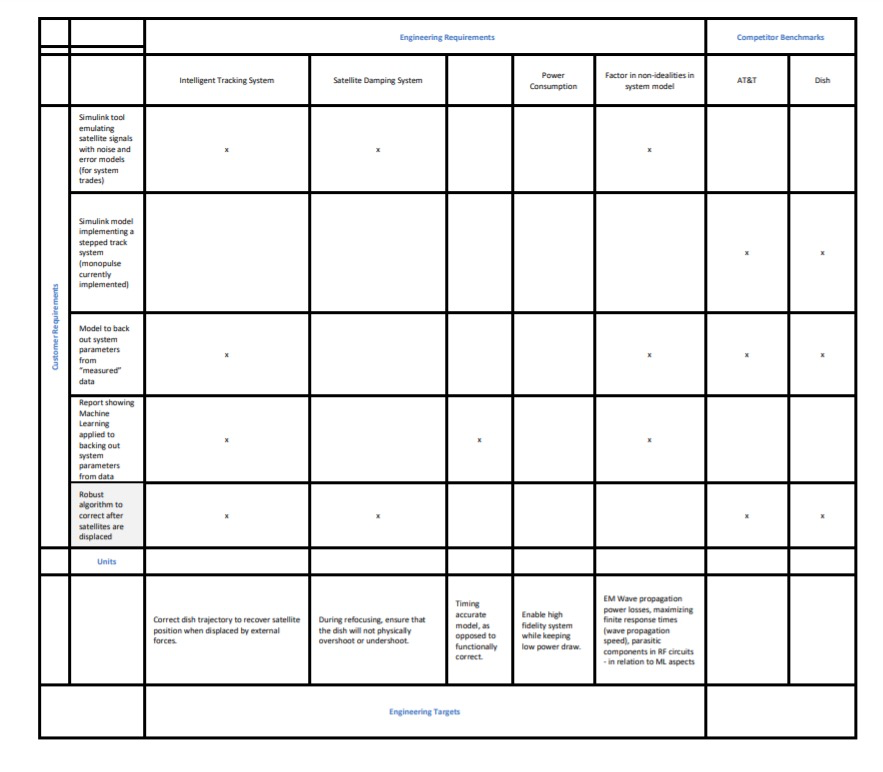 Engineering Requirements
Competitor Benchmarks
Intelligent Tracking System
Satellite Damping System
Power
Consumption
Factor in non-idealities in
system model
AT&T
Dish
Customer Requirements
Simulink tool
emulating
satellite signals
with noise and
error models
(for system
trades)
x
x
x
Simulink model
implementing a
stepped track
system
(monopulse
currently
implemented)
x
x
Model to back
out system
parameters
from
"measured"
data
x
x
x
x
Report showing
Machine
Learning
applied to
backing out
system
parameters
from data
x
x
x
Robust
algorithm to
correct after
satellites are
displaced
x
x
x
x
Units
Correct dish trajectory to recover satellite
position when displaced by external
forces.
During refocusing, ensure that
the dish will not physically
overshoot or undershoot.
Timing
accurate
model, as
opposed to
functionally
correct.
Enable high
fidelity system
while keeping
low power draw.
EM Wave propagation
power losses, maximizing
finite response times
(wave propagation
speed), parasitic
components in RF circuits
- in relation to ML aspects
Engineering Targets